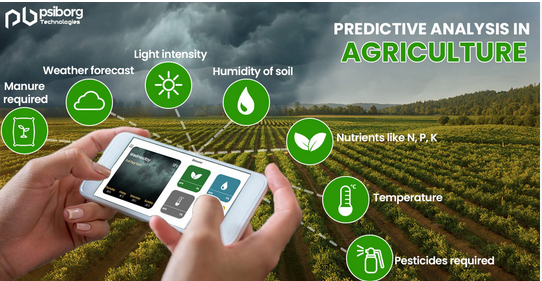 psiborg
Technologies
PREDICTIVE ANALYSIS IN
AGRICULTURE
Light intensity
Weather forecast
Humidity of soil
Manure
required
Nutrients like N, P, K
°C
Temperature
Pesticides required